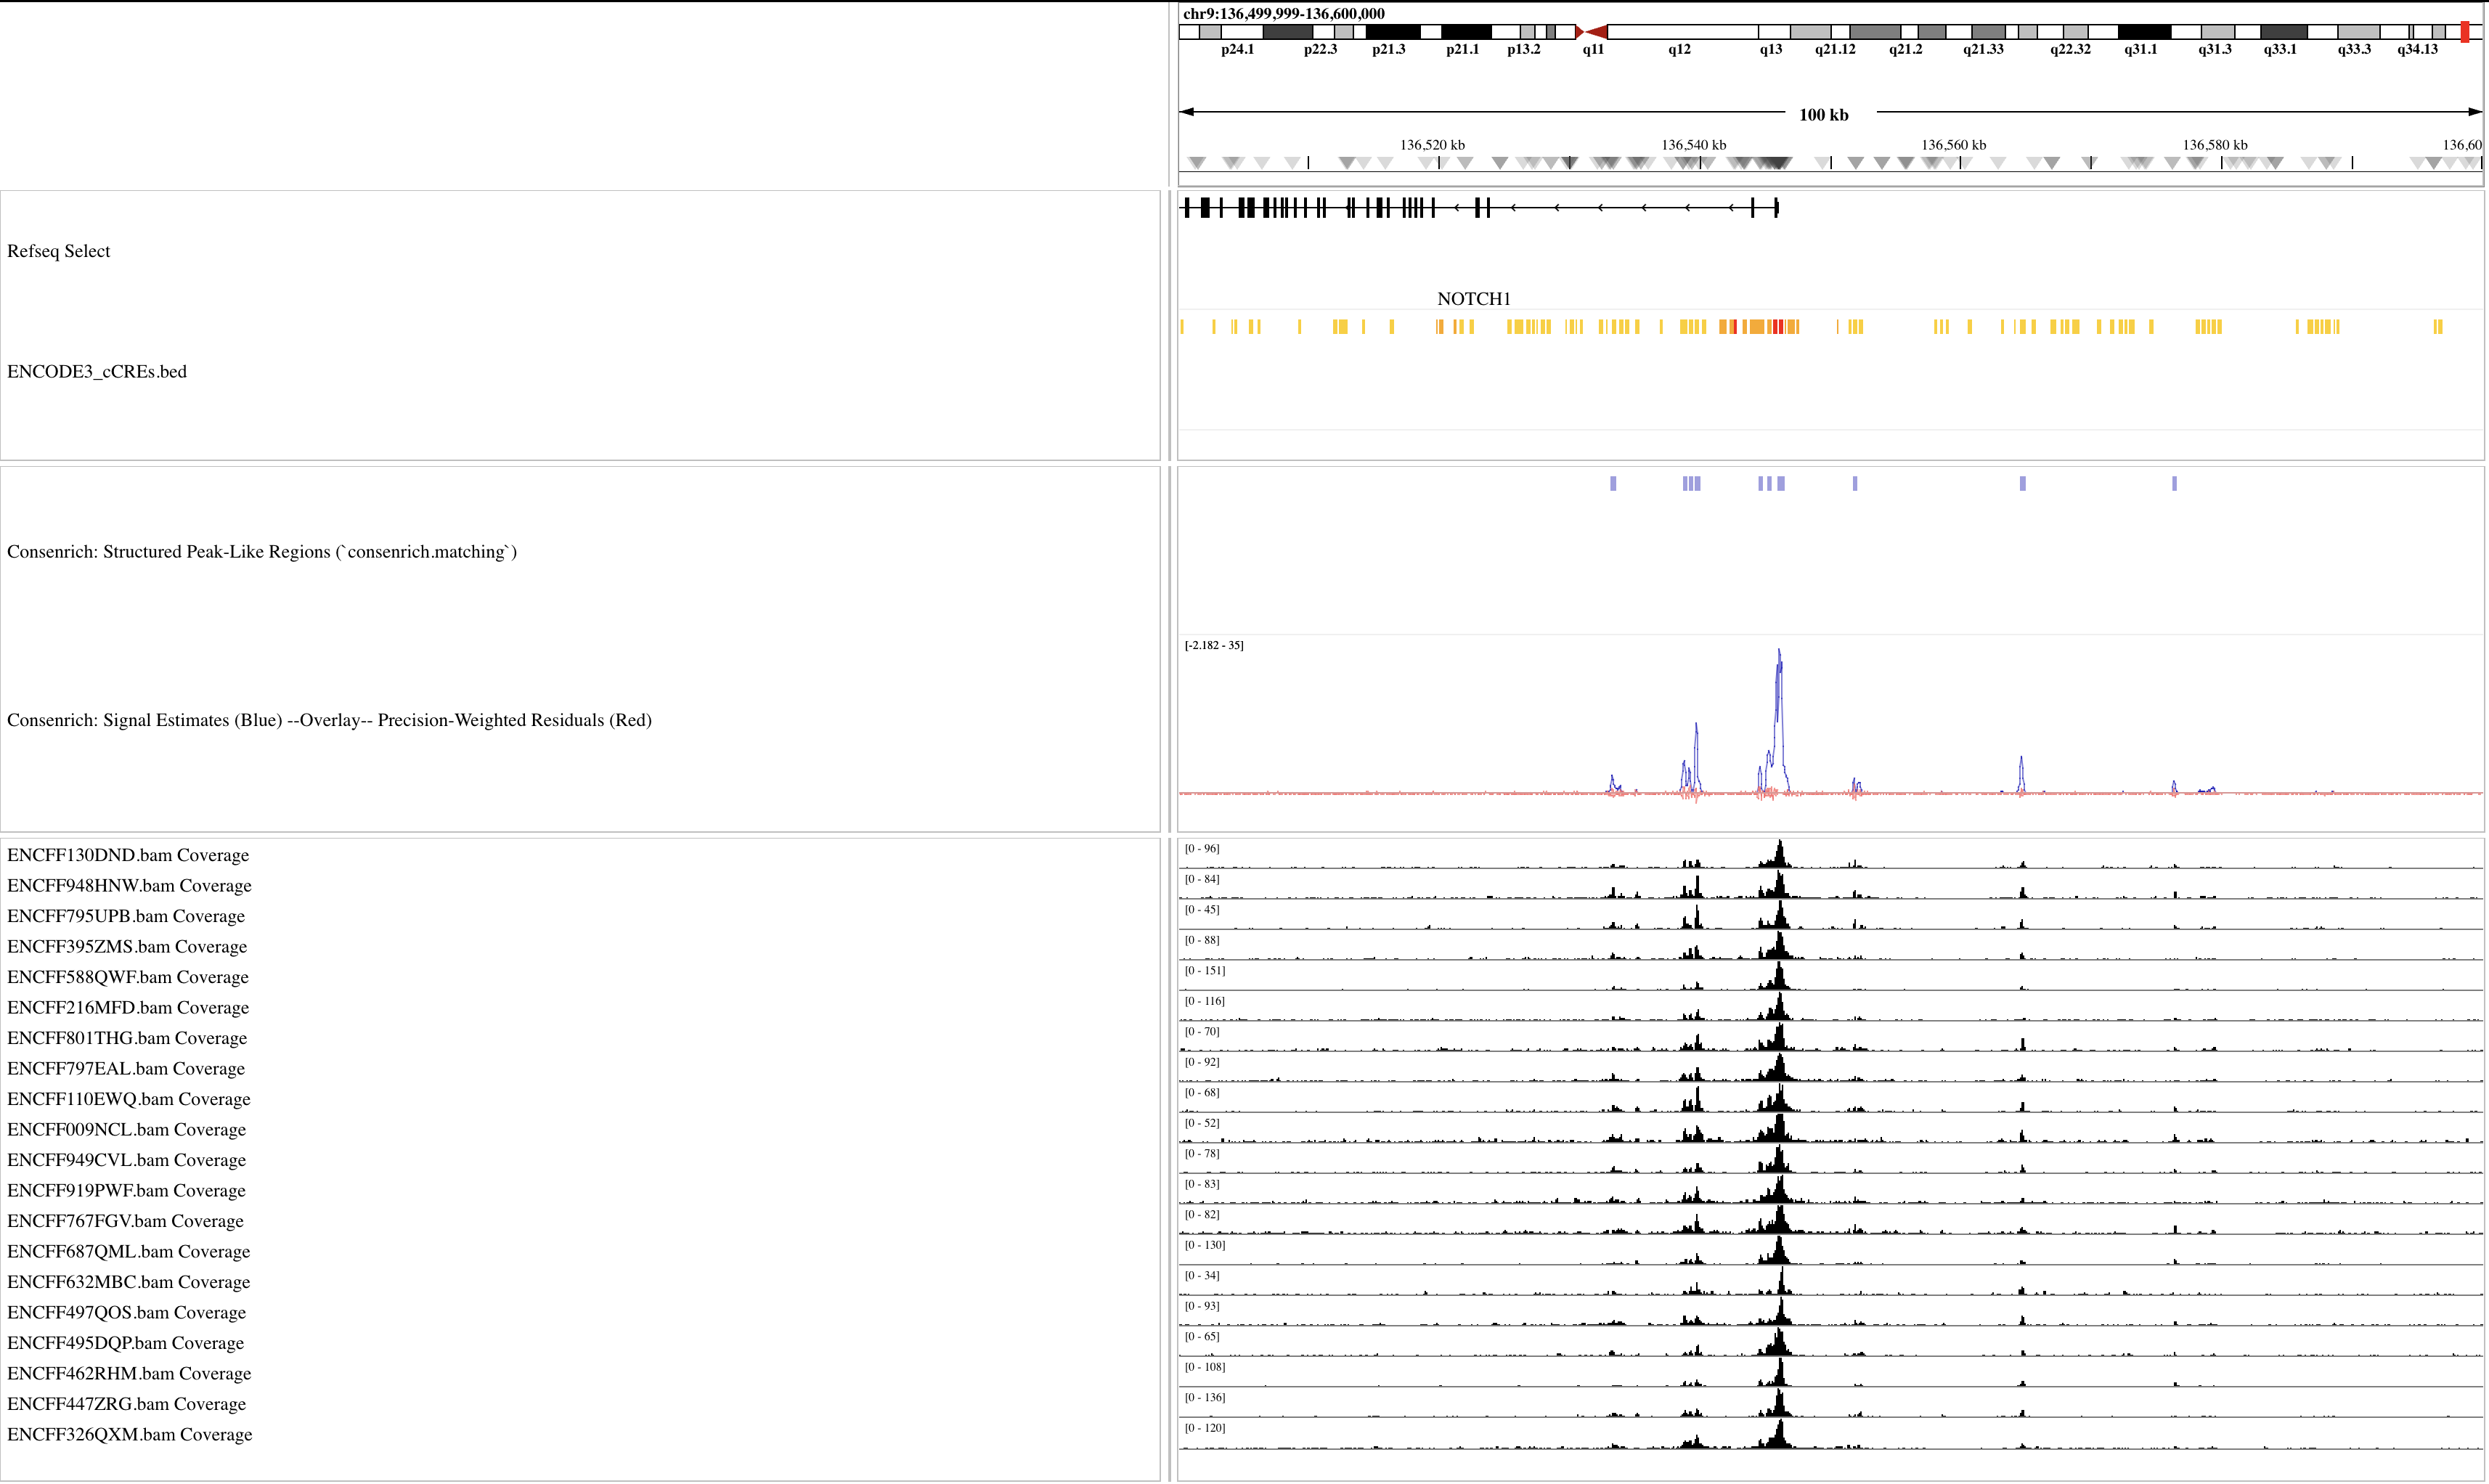 chr9:136,499,999-136,600,000
p24.1 p22.3 p21.3 p21.1 p13.2 q11 q12 q13 q21.12 q21.2 q21.33 q22.32 q31.1 q31.3 q33.1 q33.3 q34.13
100 kb
136,520 kb 136,540 kb 136,560 kb 136,580 kb 136,60
Refseq Select
NOTCH1
ENCODE3_cCREs.bed
Consenrich: Structured Peak-Like Regions (`consenrich.matching`)
[-2.182 - 35]
Consenrich: Signal Estimates (Blue) --Overlay-- Precision-Weighted Residuals (Red)
ENCFF130DND.bam Coverage [0 - 96]
ENCFF948HNW.bam Coverage [0 - 84]
ENCFF795UPB.bam Coverage [0 - 45]
ENCFF395ZMS.bam Coverage [0 - 88]
ENCFF588QWF.bam Coverage [0 - 151]
ENCFF216MFD.bam Coverage [0 - 116]
ENCFF801THG.bam Coverage [0 - 70]
ENCFF797EAL.bam Coverage [0 - 92]
ENCFF110EWQ.bam Coverage [0 - 68]
ENCFF009NCL.bam Coverage [0 - 52]
ENCFF949CVL.bam Coverage [0 - 78]
ENCFF919PWF.bam Coverage [0 - 83]
ENCFF767FGV.bam Coverage [0 - 82]
ENCFF687QML.bam Coverage [0 - 130]
ENCFF632MBC.bam Coverage [0 - 34]
ENCFF497QOS.bam Coverage [0 - 93]
ENCFF495DQP.bam Coverage [0 - 65]
ENCFF462RHM.bam Coverage [0 - 108]
ENCFF447ZRG.bam Coverage [0 - 136]
ENCFF326QXM.bam Coverage [0 - 120]